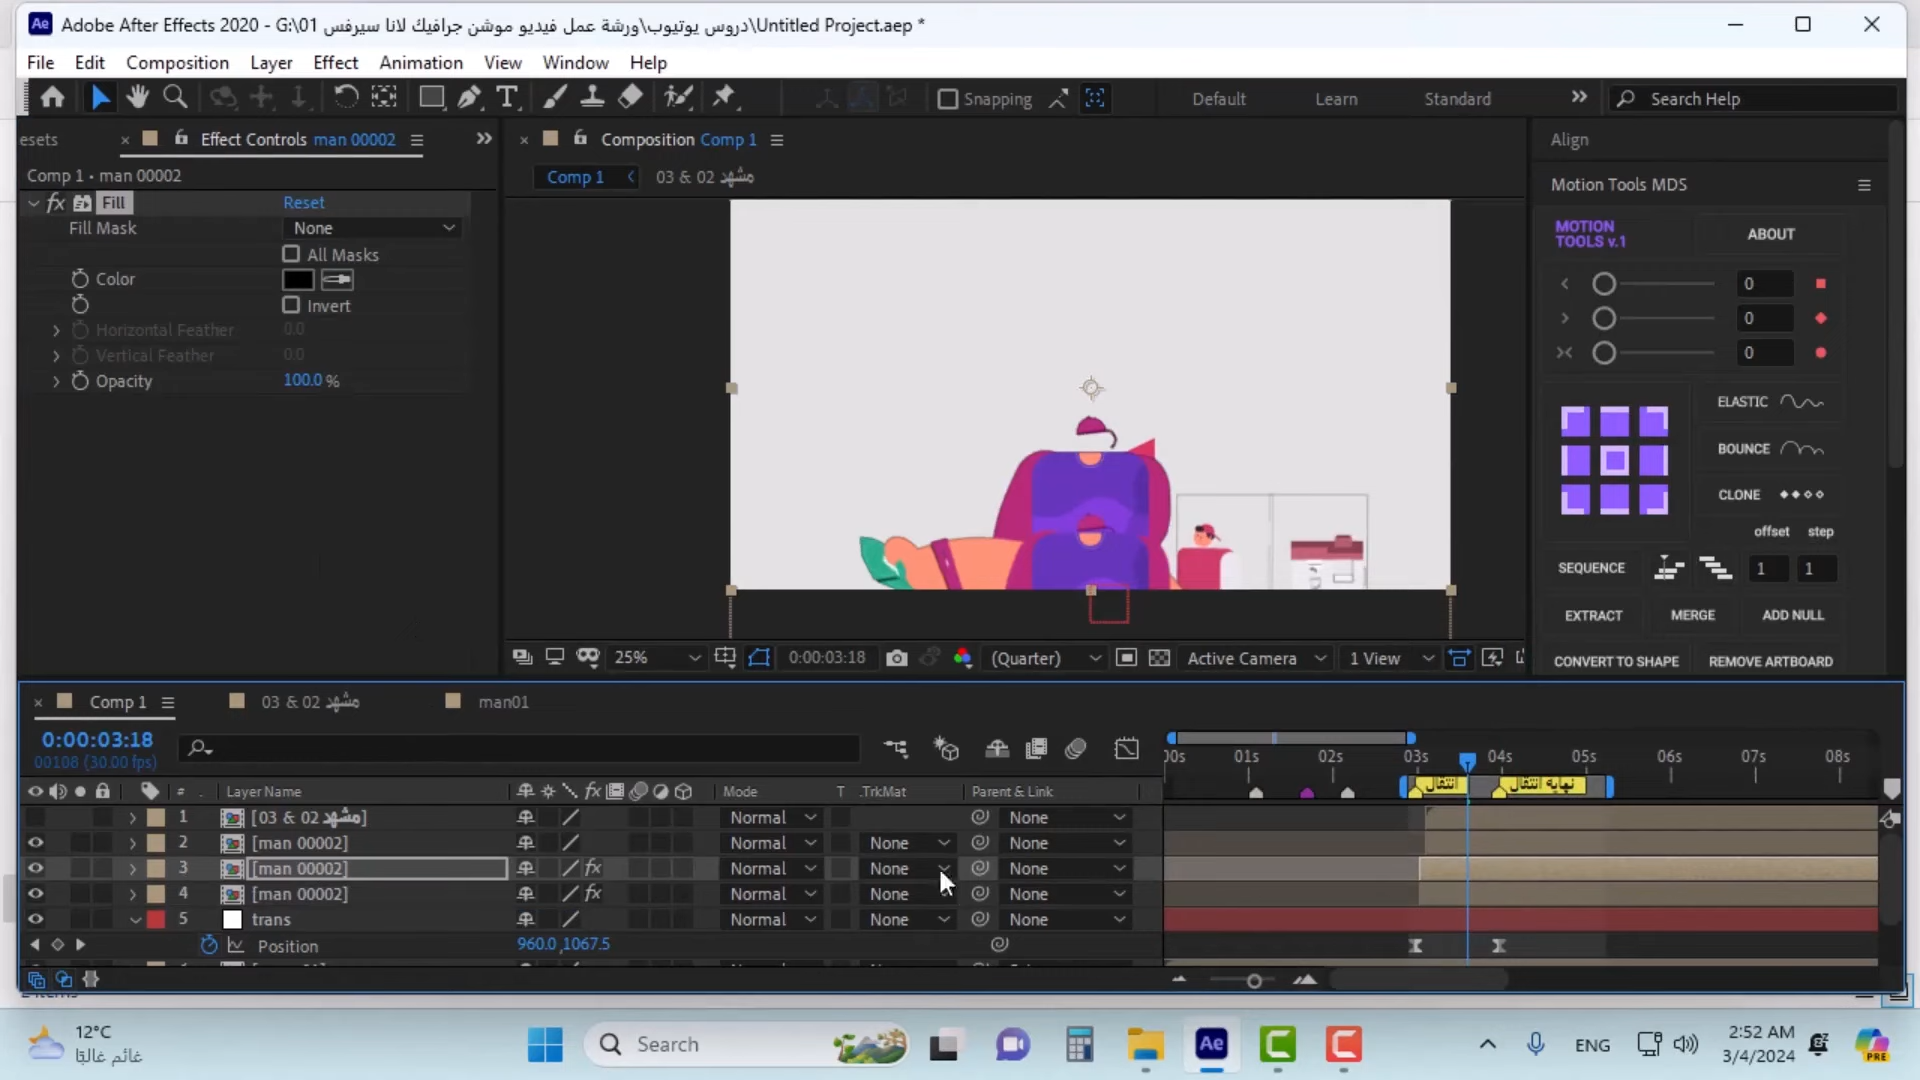 Adobe After Effects 2020 - G:\01 دروس يوتيوب\ورشة عمل فيديو موشن جرافيك لانا سيرفس\Untitled Project.aep *
File Edit Composition Layer Effect Animation View Window Help
Snapping Default Learn Standard Search Help
esets Effect Controls man 00002
Comp 1 • man 00002
fx Fill Reset
Fill Mask None
All Masks
Color
Invert
Horizontal Feather 0.0
Vertical Feather 0.0
Opacity 100.0 %
Composition Comp 1
Comp 1 مشهد 02 & 03
25% 0:00:03:18 (Quarter) Active Camera 1 View
Align
Motion Tools MDS
MOTION
TOOLS v.1
ABOUT
0
0
0
ELASTIC
BOUNCE
CLONE
offset step
SEQUENCE 1 1
EXTRACT MERGE ADD NULL
CONVERT TO SHAPE REMOVE ARTBOARD
Comp 1 مشهد 02 & 03 man01
0:00:03:18
00108 (30.00 fps)
00s 01s 02s 03s 04s 05s 06s 07s 08s
انتقال نهاية انتقال
# . Layer Name fx Mode T .TrkMat Parent & Link
1 [مشهد 02 & 03] Normal None
2 [man 00002] Normal None None
3 [man 00002] fx Normal None None
4 [man 00002] fx Normal None None
5 trans Normal None None
Position 960.0,1067.5
12°C
غائم غالبًا
Search
ENG
2:52 AM
3/4/2024
PRE